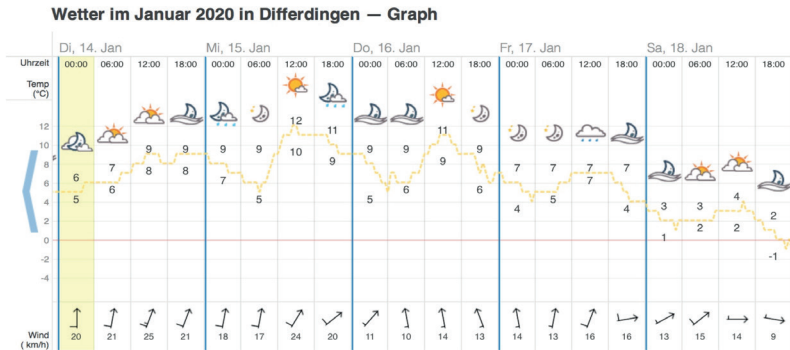 Wetter im Januar 2020 in Differdingen — Graph
Di, 14. Jan Mi, 15. Jan Do, 16. Jan Fr, 17. Jan Sa, 18. Jan
Uhrzeit 00:00 06:00 12:00 18:00 00:00 06:00 12:00 18:00 00:00 06:00 12:00 18:00 00:00 06:00 12:00 18:00 00:00 06:00 12:00 18:00
Temp
(°C)
12
10
8
6
4
2
0
-2
-4
6 7 9 9 9 9 12 11 9 9 11 9 7 7 7 7 3 3 4 2
5 6 8 8 7 5 10 9 5 6 9 6 4 5 7 4 1 2 2 -1
Wind
( km/h)
20 21 25 21 18 17 24 20 11 10 14 13 14 13 16 16 13 15 14 9